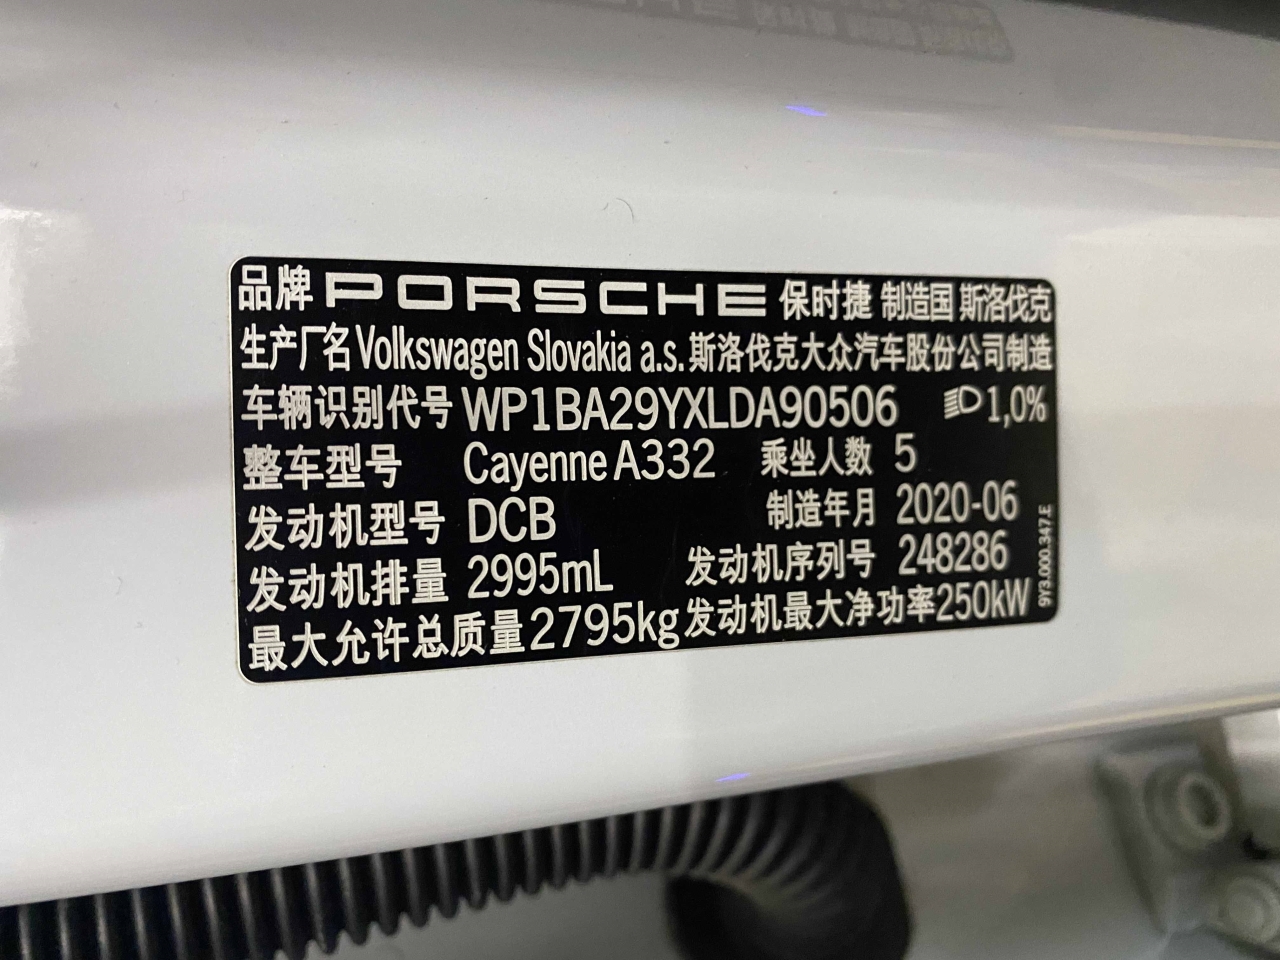 品牌 PORSCHE 保时捷 制造国 斯洛伐克
生产厂名 Volkswagen Slovakia a.s. 斯洛伐克大众汽车股份公司制造
车辆识别代号 WP1BA29YXLDA90506 1,0%
整车型号 Cayenne A332 乘坐人数 5
发动机型号 DCB 制造年月 2020-06
发动机排量 2995mL 发动机序列号 248286
最大允许总质量 2795kg 发动机最大净功率 250kW
9Y3.000.347.E